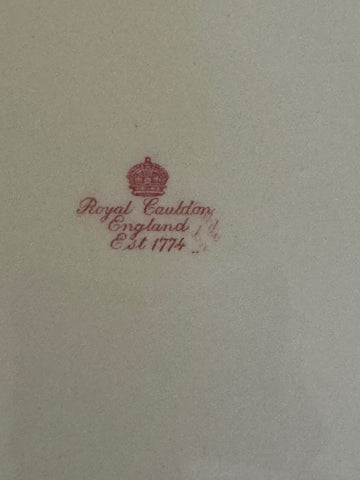 Royal Cauldon
England
Est 1774